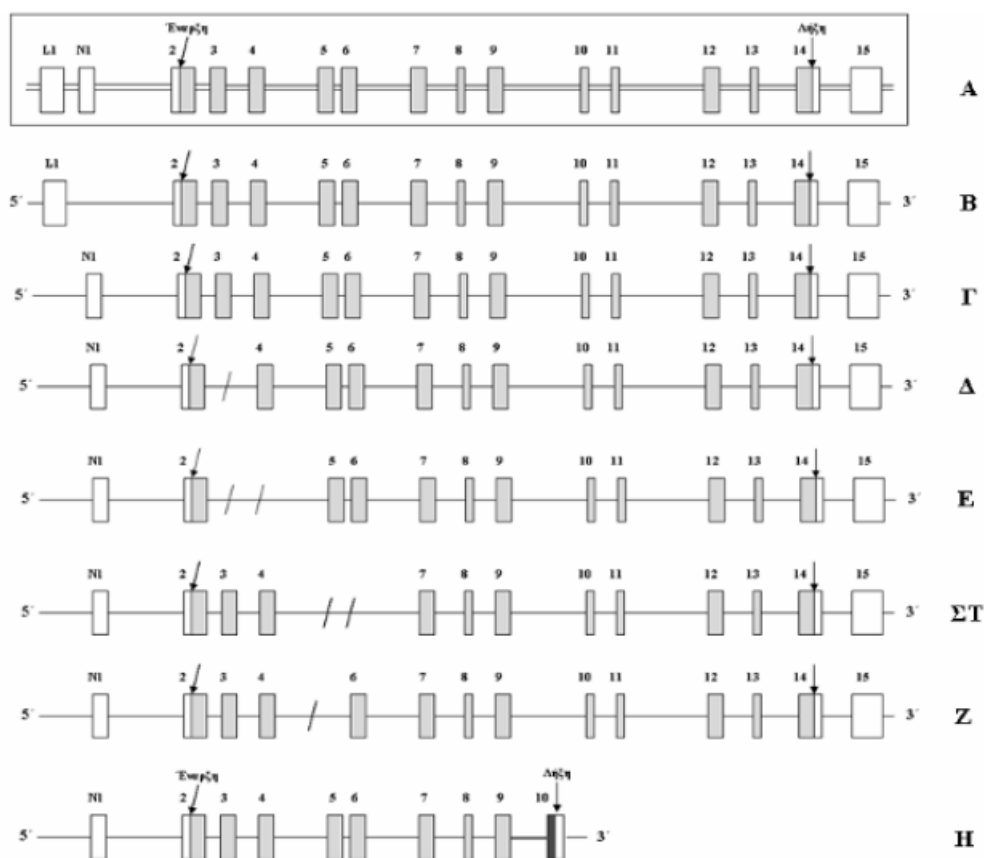 Έναρξη Λήξη
L1 N1 2 3 4 5 6 7 8 9 10 11 12 13 14 15
Α
L1 2 3 4 5 6 7 8 9 10 11 12 13 14 15
5´ 3´ Β
N1 2 3 4 5 6 7 8 9 10 11 12 13 14 15
5´ 3´ Γ
N1 2 4 5 6 7 8 9 10 11 12 13 14 15
5´ 3´ Δ
N1 2 5 6 7 8 9 10 11 12 13 14 15
5´ 3´ Ε
N1 2 3 4 7 8 9 10 11 12 13 14 15
5´ 3´ ΣΤ
N1 2 3 4 6 7 8 9 10 11 12 13 14 15
5´ 3´ Ζ
Έναρξη Λήξη
N1 2 3 4 5 6 7 8 9 10
5´ 3´ Η